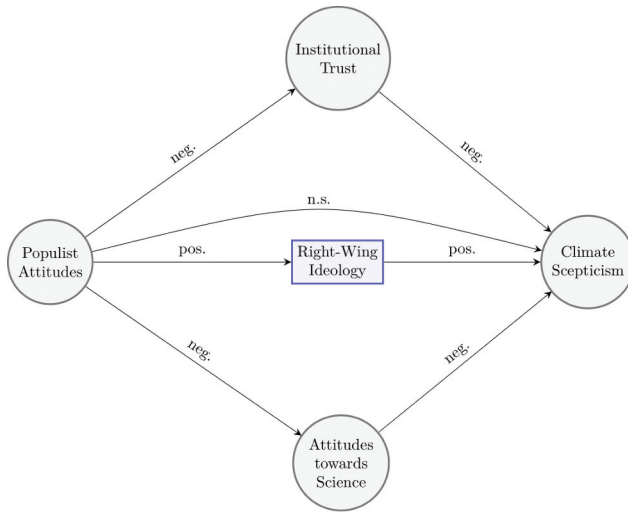 Institutional
Trust
neg.
neg.
n.s.
Populist
Attitudes
pos.
Right-Wing
Ideology
pos.
Climate
Scepticism
neg.
neg.
Attitudes
towards
Science